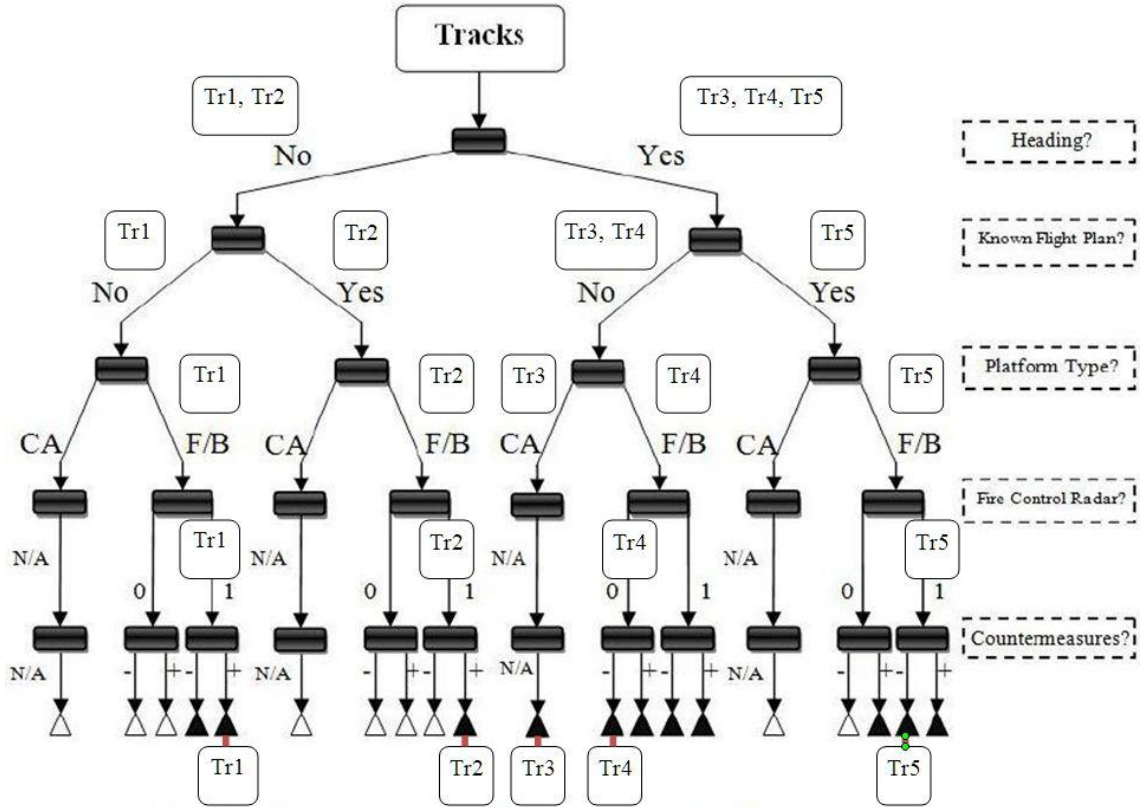 Tracks
Tr1, Tr2
Tr3, Tr4, Tr5
No
Yes
Heading?
Tr1
Tr2
Tr3, Tr4
Tr5
Known Flight Plan?
No
Yes
No
Yes
Tr1
Tr2
Tr3
Tr4
Tr5
Platform Type?
CA
F/B
CA
F/B
CA
F/B
CA
F/B
Fire Control Radar?
N/A
Tr1
N/A
Tr2
N/A
Tr4
N/A
Tr5
0
1
0
1
0
1
0
1
Countermeasures?
N/A
-
+
-
+
N/A
-
+
-
+
N/A
-
+
-
+
N/A
-
+
-
+
Tr1
Tr2
Tr3
Tr4
Tr5